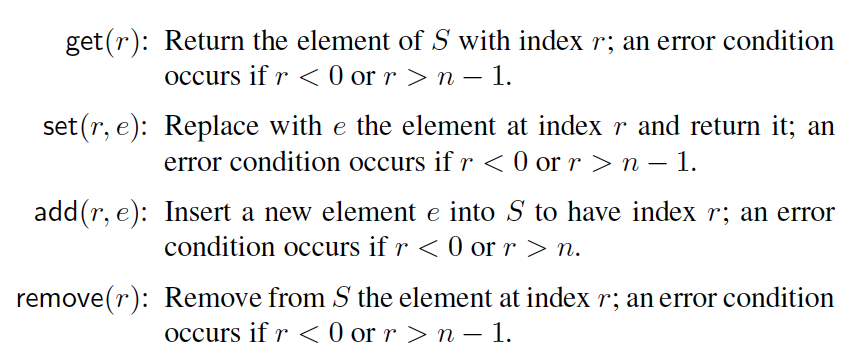 get(r): Return the element of S with index r; an error condition
occurs if r < 0 or r > n − 1.
set(r, e): Replace with e the element at index r and return it; an
error condition occurs if r < 0 or r > n − 1.
add(r, e): Insert a new element e into S to have index r; an error
condition occurs if r < 0 or r > n.
remove(r): Remove from S the element at index r; an error condition
occurs if r < 0 or r > n − 1.